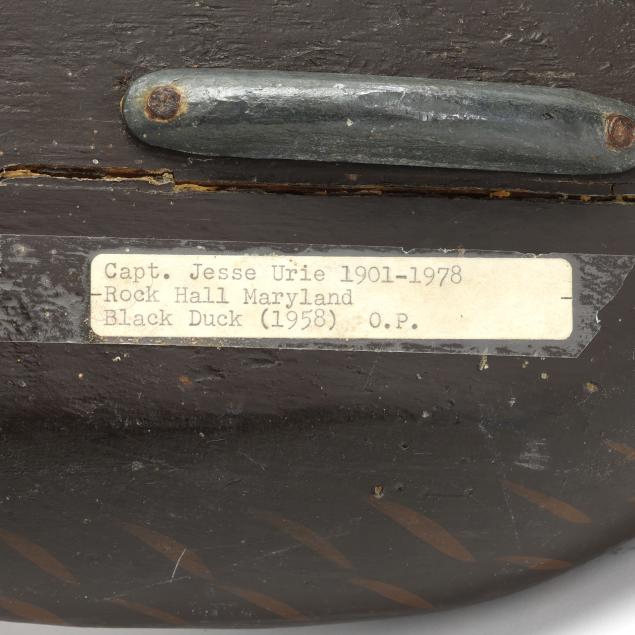 Capt. Jesse Urie 1901-1978
Rock Hall Maryland
Black Duck (1958) O.P.